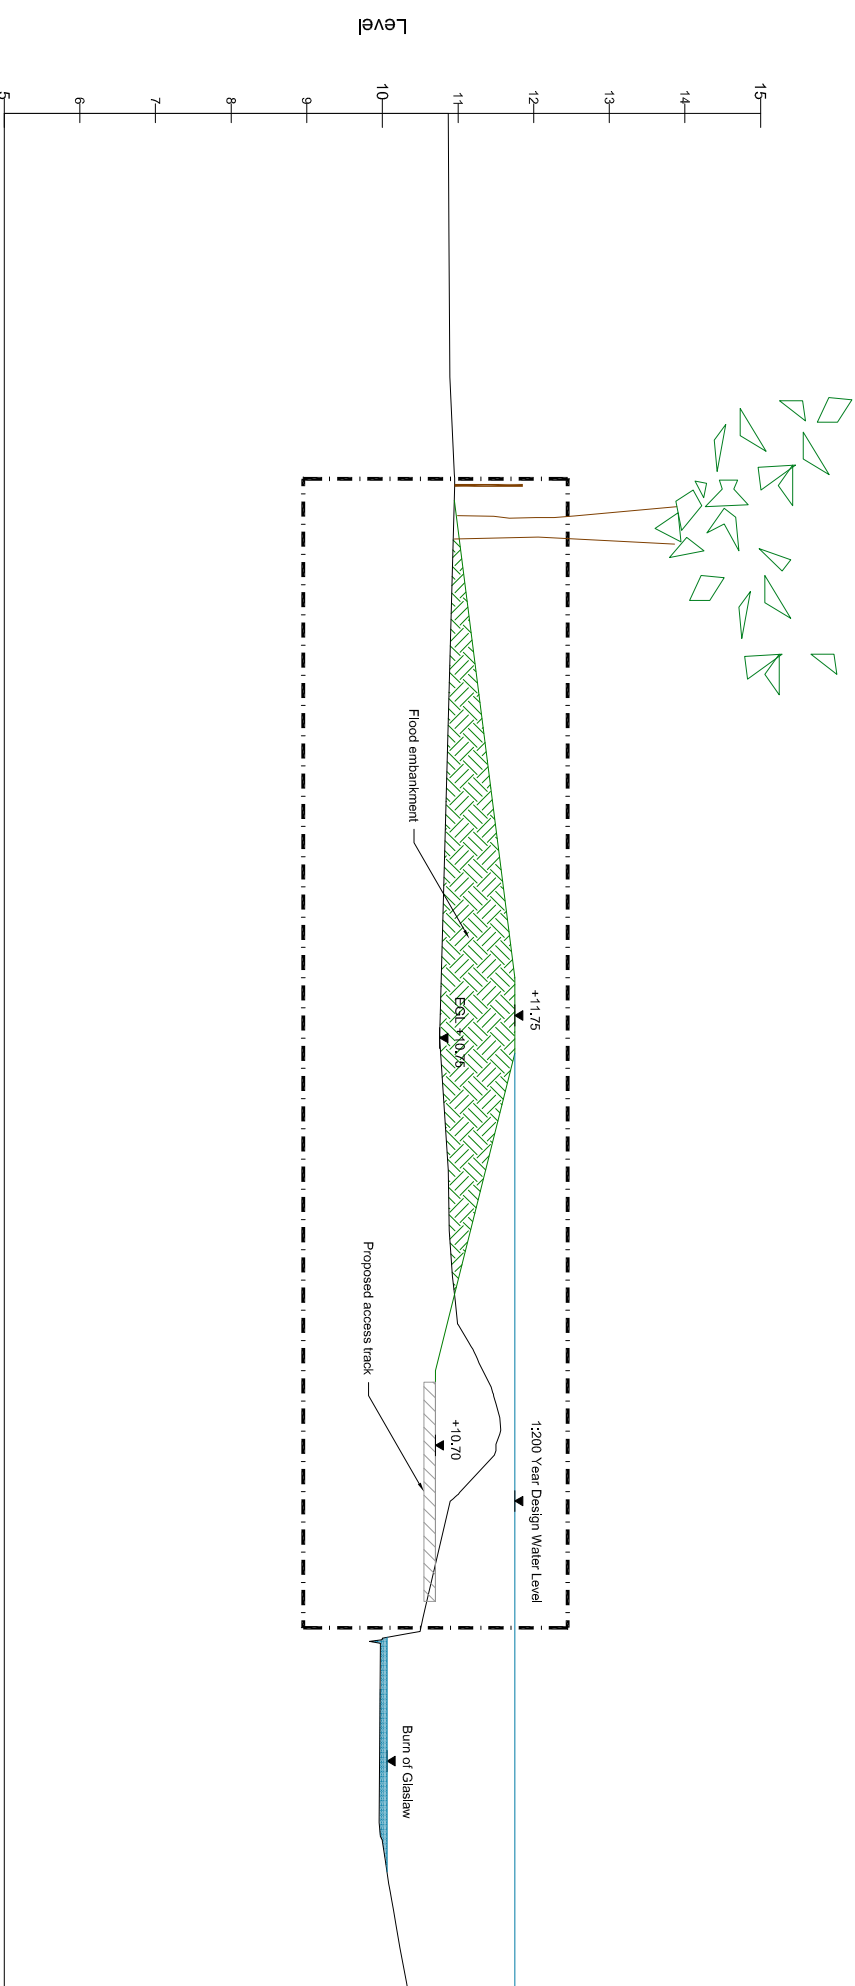 Level
15
14
13
12
11
10
9
8
7
6
5
+11.75
EGL +10.75
Flood embankment
1:200 Year Design Water Level
+10.70
Proposed access track
Burn of Glaslaw